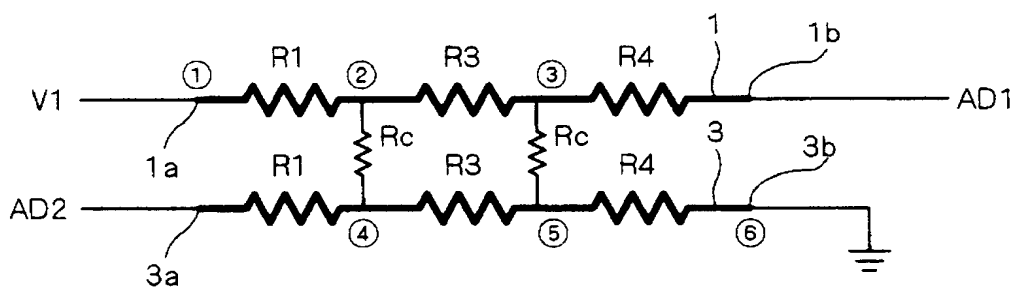 1 1b
R1 R3 R4
① ② ③
V1 AD1
1a Rc Rc
R1 R3 R4 3 3b
AD2
④ ⑤ ⑥
3a